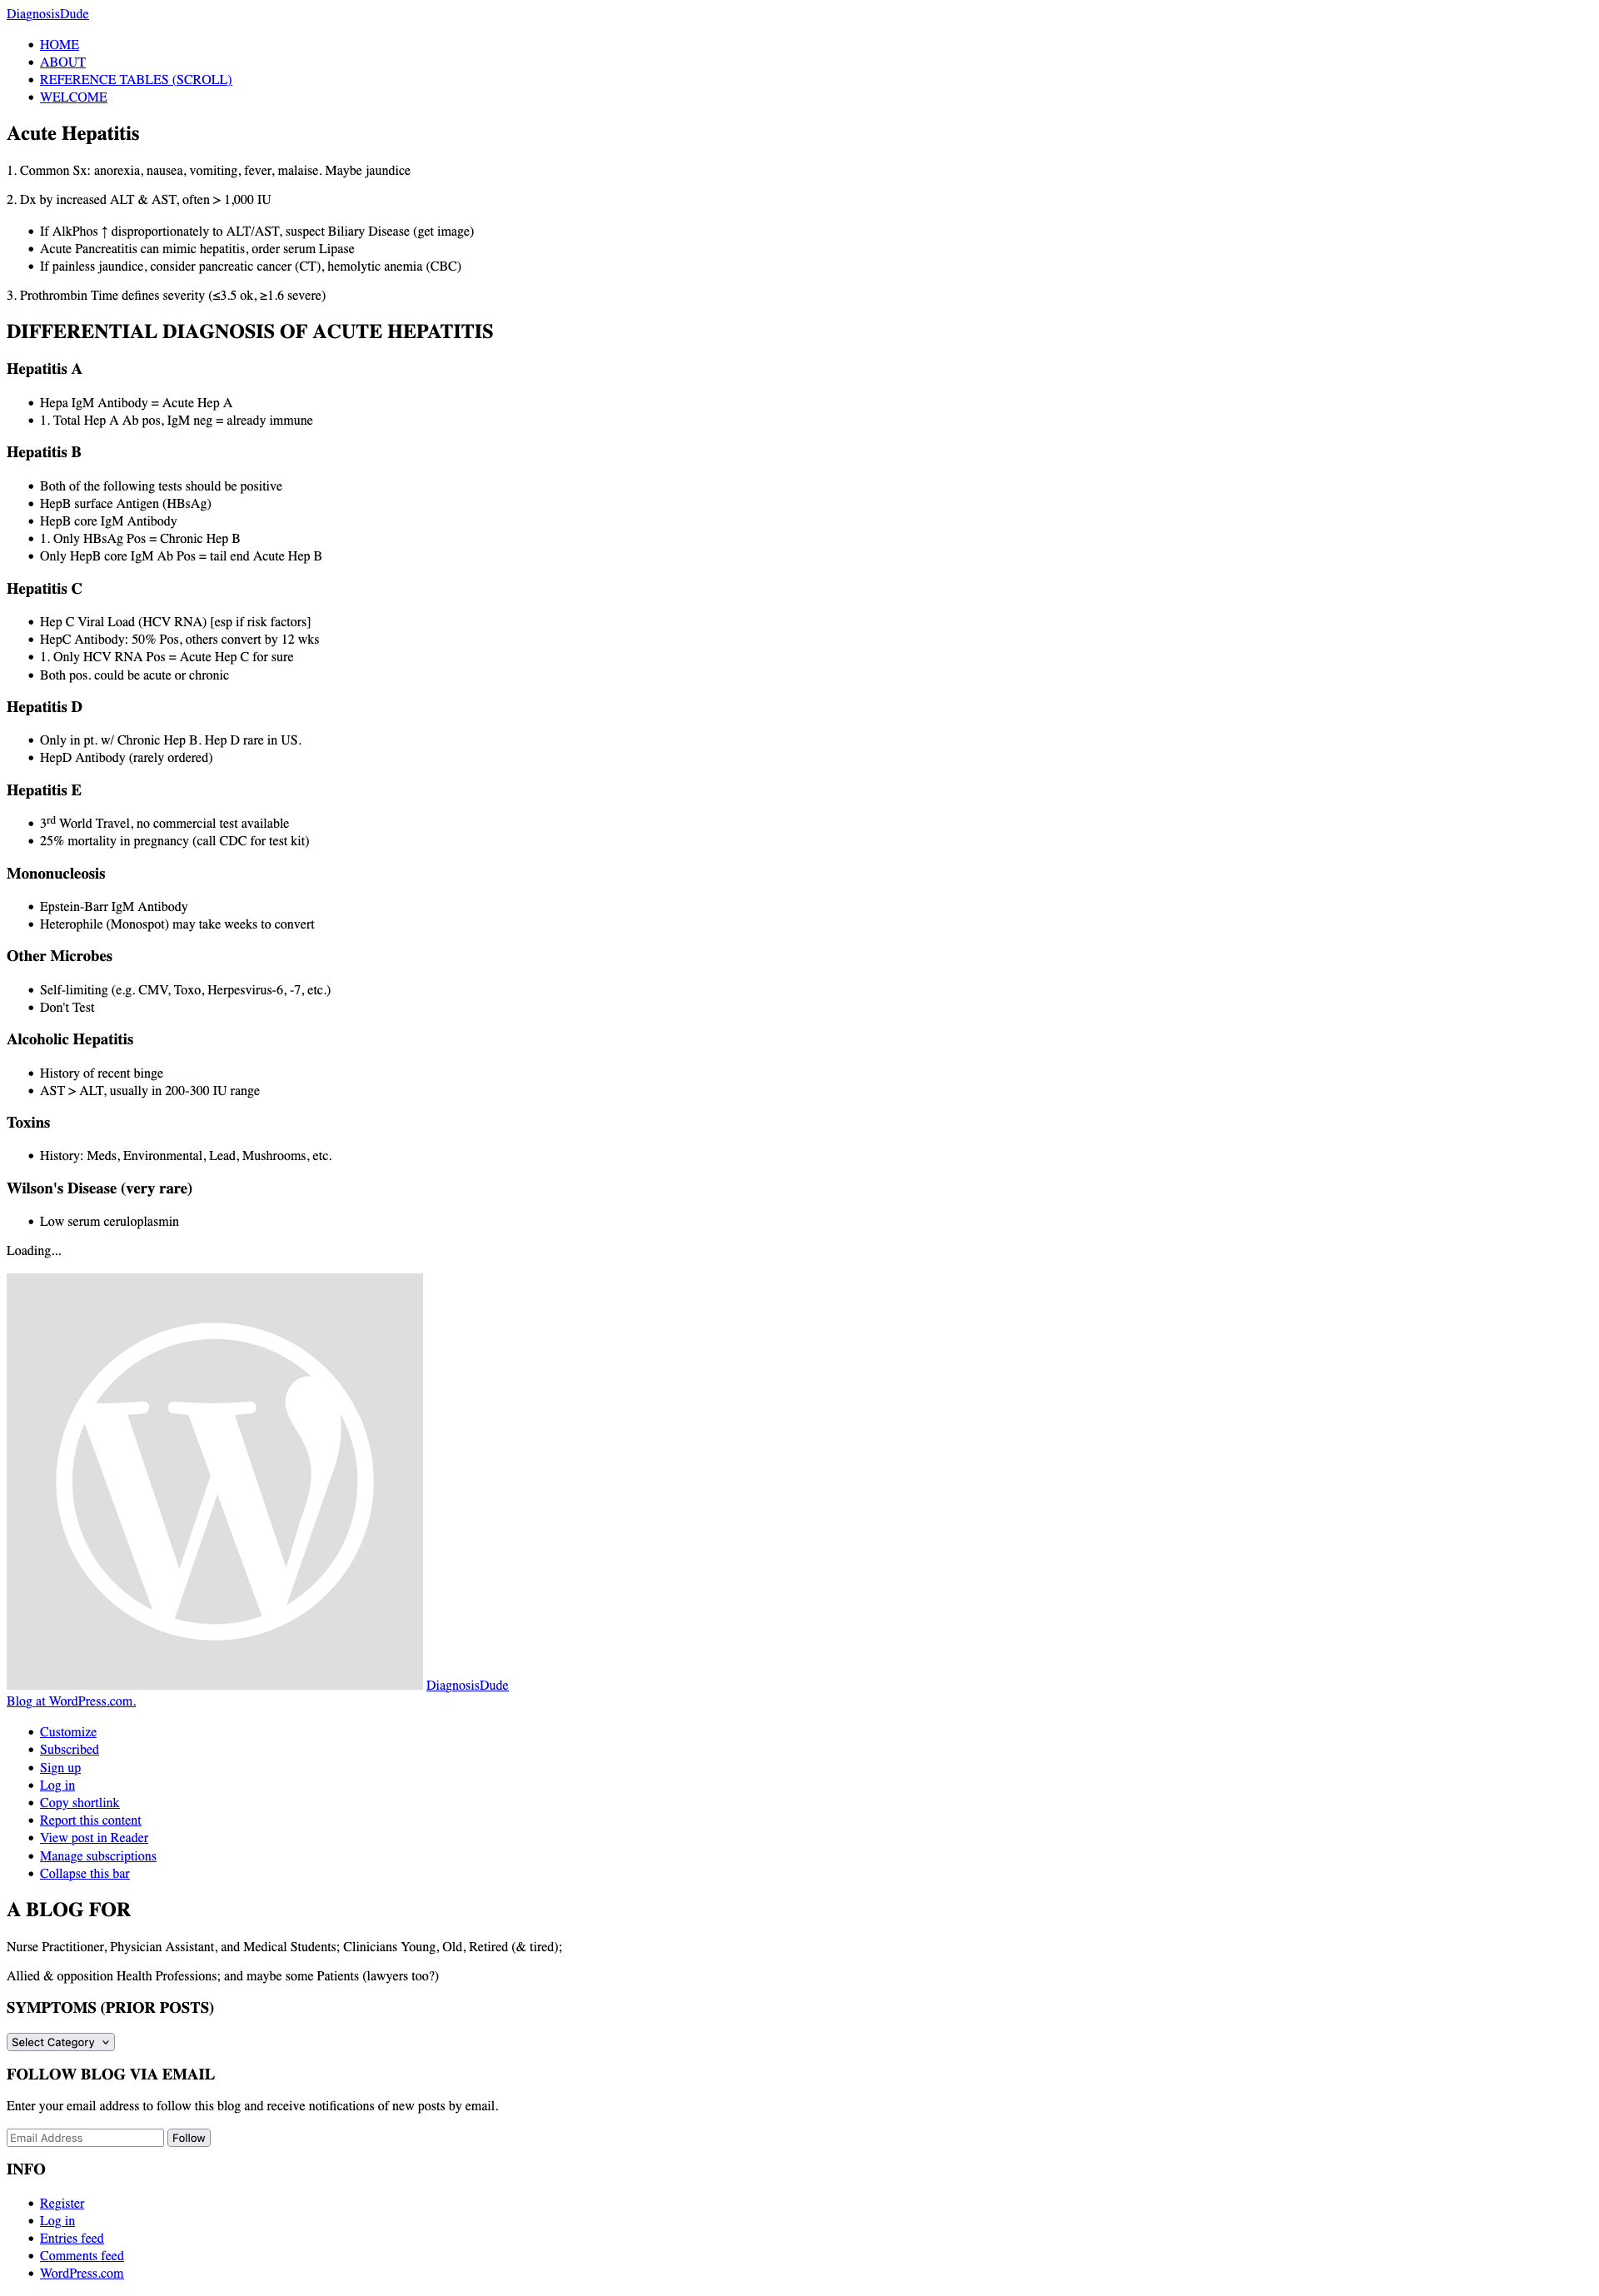 DiagnosisDude
HOME
ABOUT
REFERENCE TABLES (SCROLL)
WELCOME
Acute Hepatitis
1. Common Sx: anorexia, nausea, vomiting, fever, malaise. Maybe jaundice
2. Dx by increased ALT & AST, often > 1,000 IU
If AlkPhos ↑ disproportionately to ALT/AST, suspect Biliary Disease (get image)
Acute Pancreatitis can mimic hepatitis, order serum Lipase
If painless jaundice, consider pancreatic cancer (CT), hemolytic anemia (CBC)
3. Prothrombin Time defines severity (≤3.5 ok, ≥1.6 severe)
DIFFERENTIAL DIAGNOSIS OF ACUTE HEPATITIS
Hepatitis A
Hepa IgM Antibody = Acute Hep A
1. Total Hep A Ab pos, IgM neg = already immune
Hepatitis B
Both of the following tests should be positive
HepB surface Antigen (HBsAg)
HepB core IgM Antibody
1. Only HBsAg Pos = Chronic Hep B
Only HepB core IgM Ab Pos = tail end Acute Hep B
Hepatitis C
Hep C Viral Load (HCV RNA) [esp if risk factors]
HepC Antibody: 50% Pos, others convert by 12 wks
1. Only HCV RNA Pos = Acute Hep C for sure
Both pos. could be acute or chronic
Hepatitis D
Only in pt. w/ Chronic Hep B. Hep D rare in US.
HepD Antibody (rarely ordered)
Hepatitis E
3rd World Travel, no commercial test available
25% mortality in pregnancy (call CDC for test kit)
Mononucleosis
Epstein-Barr IgM Antibody
Heterophile (Monospot) may take weeks to convert
Other Microbes
Self-limiting (e.g. CMV, Toxo, Herpesvirus-6, -7, etc.)
Don't Test
Alcoholic Hepatitis
History of recent binge
AST > ALT, usually in 200-300 IU range
Toxins
History: Meds, Environmental, Lead, Mushrooms, etc.
Wilson's Disease (very rare)
Low serum ceruloplasmin
Loading...
W
DiagnosisDude
Blog at WordPress.com.
Customize
Subscribed
Sign up
Log in
Copy shortlink
Report this content
View post in Reader
Manage subscriptions
Collapse this bar
A BLOG FOR
Nurse Practitioner, Physician Assistant, and Medical Students; Clinicians Young, Old, Retired (& tired);
Allied & opposition Health Professions; and maybe some Patients (lawyers too?)
SYMPTOMS (PRIOR POSTS)
Select Category
FOLLOW BLOG VIA EMAIL
Enter your email address to follow this blog and receive notifications of new posts by email.
Email Address Follow
INFO
Register
Log in
Entries feed
Comments feed
WordPress.com